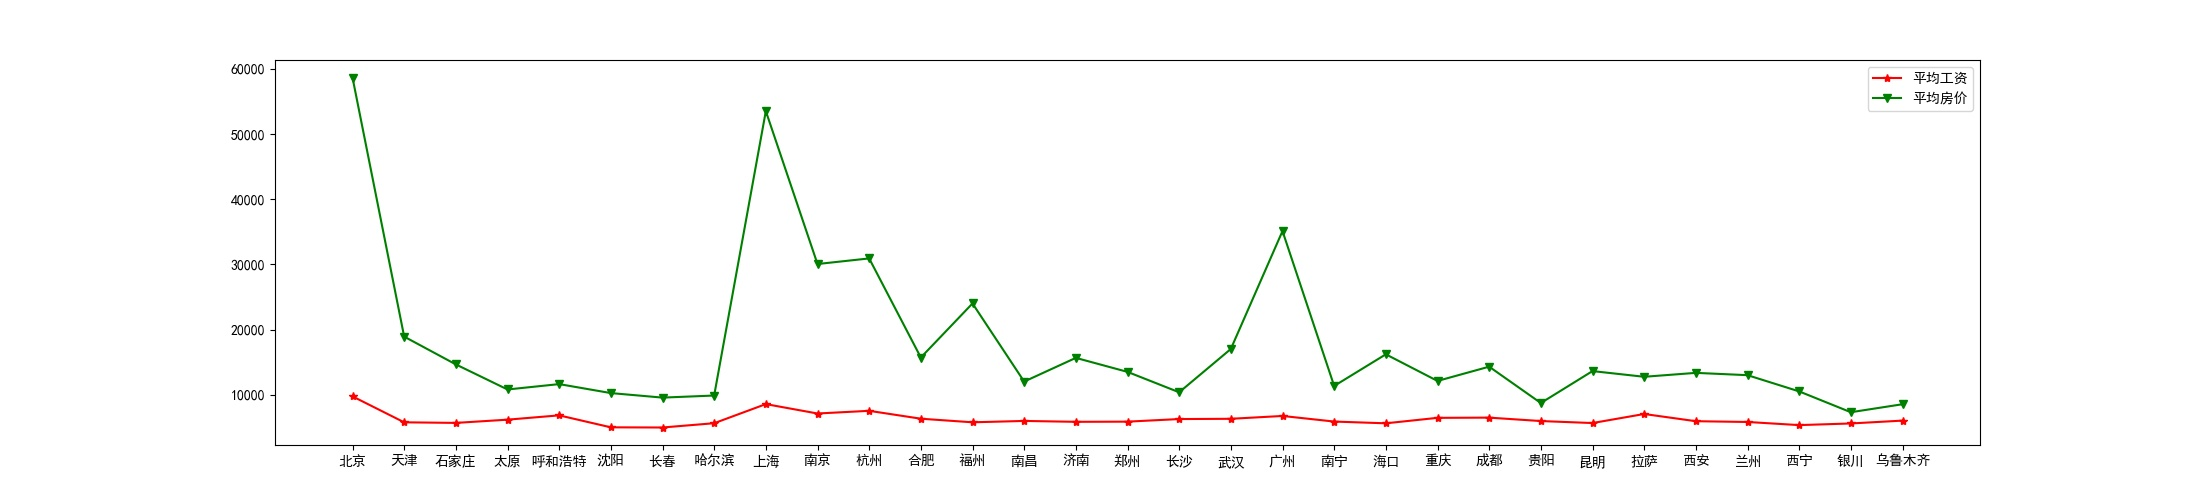 60000
50000
40000
30000
20000
10000
平均工资
平均房价
北京 天津 石家庄 太原 呼和浩特 沈阳 长春 哈尔滨 上海 南京 杭州 合肥 福州 南昌 济南 郑州 长沙 武汉 广州 南宁 海口 重庆 成都 贵阳 昆明 拉萨 西安 兰州 西宁 银川 乌鲁木齐